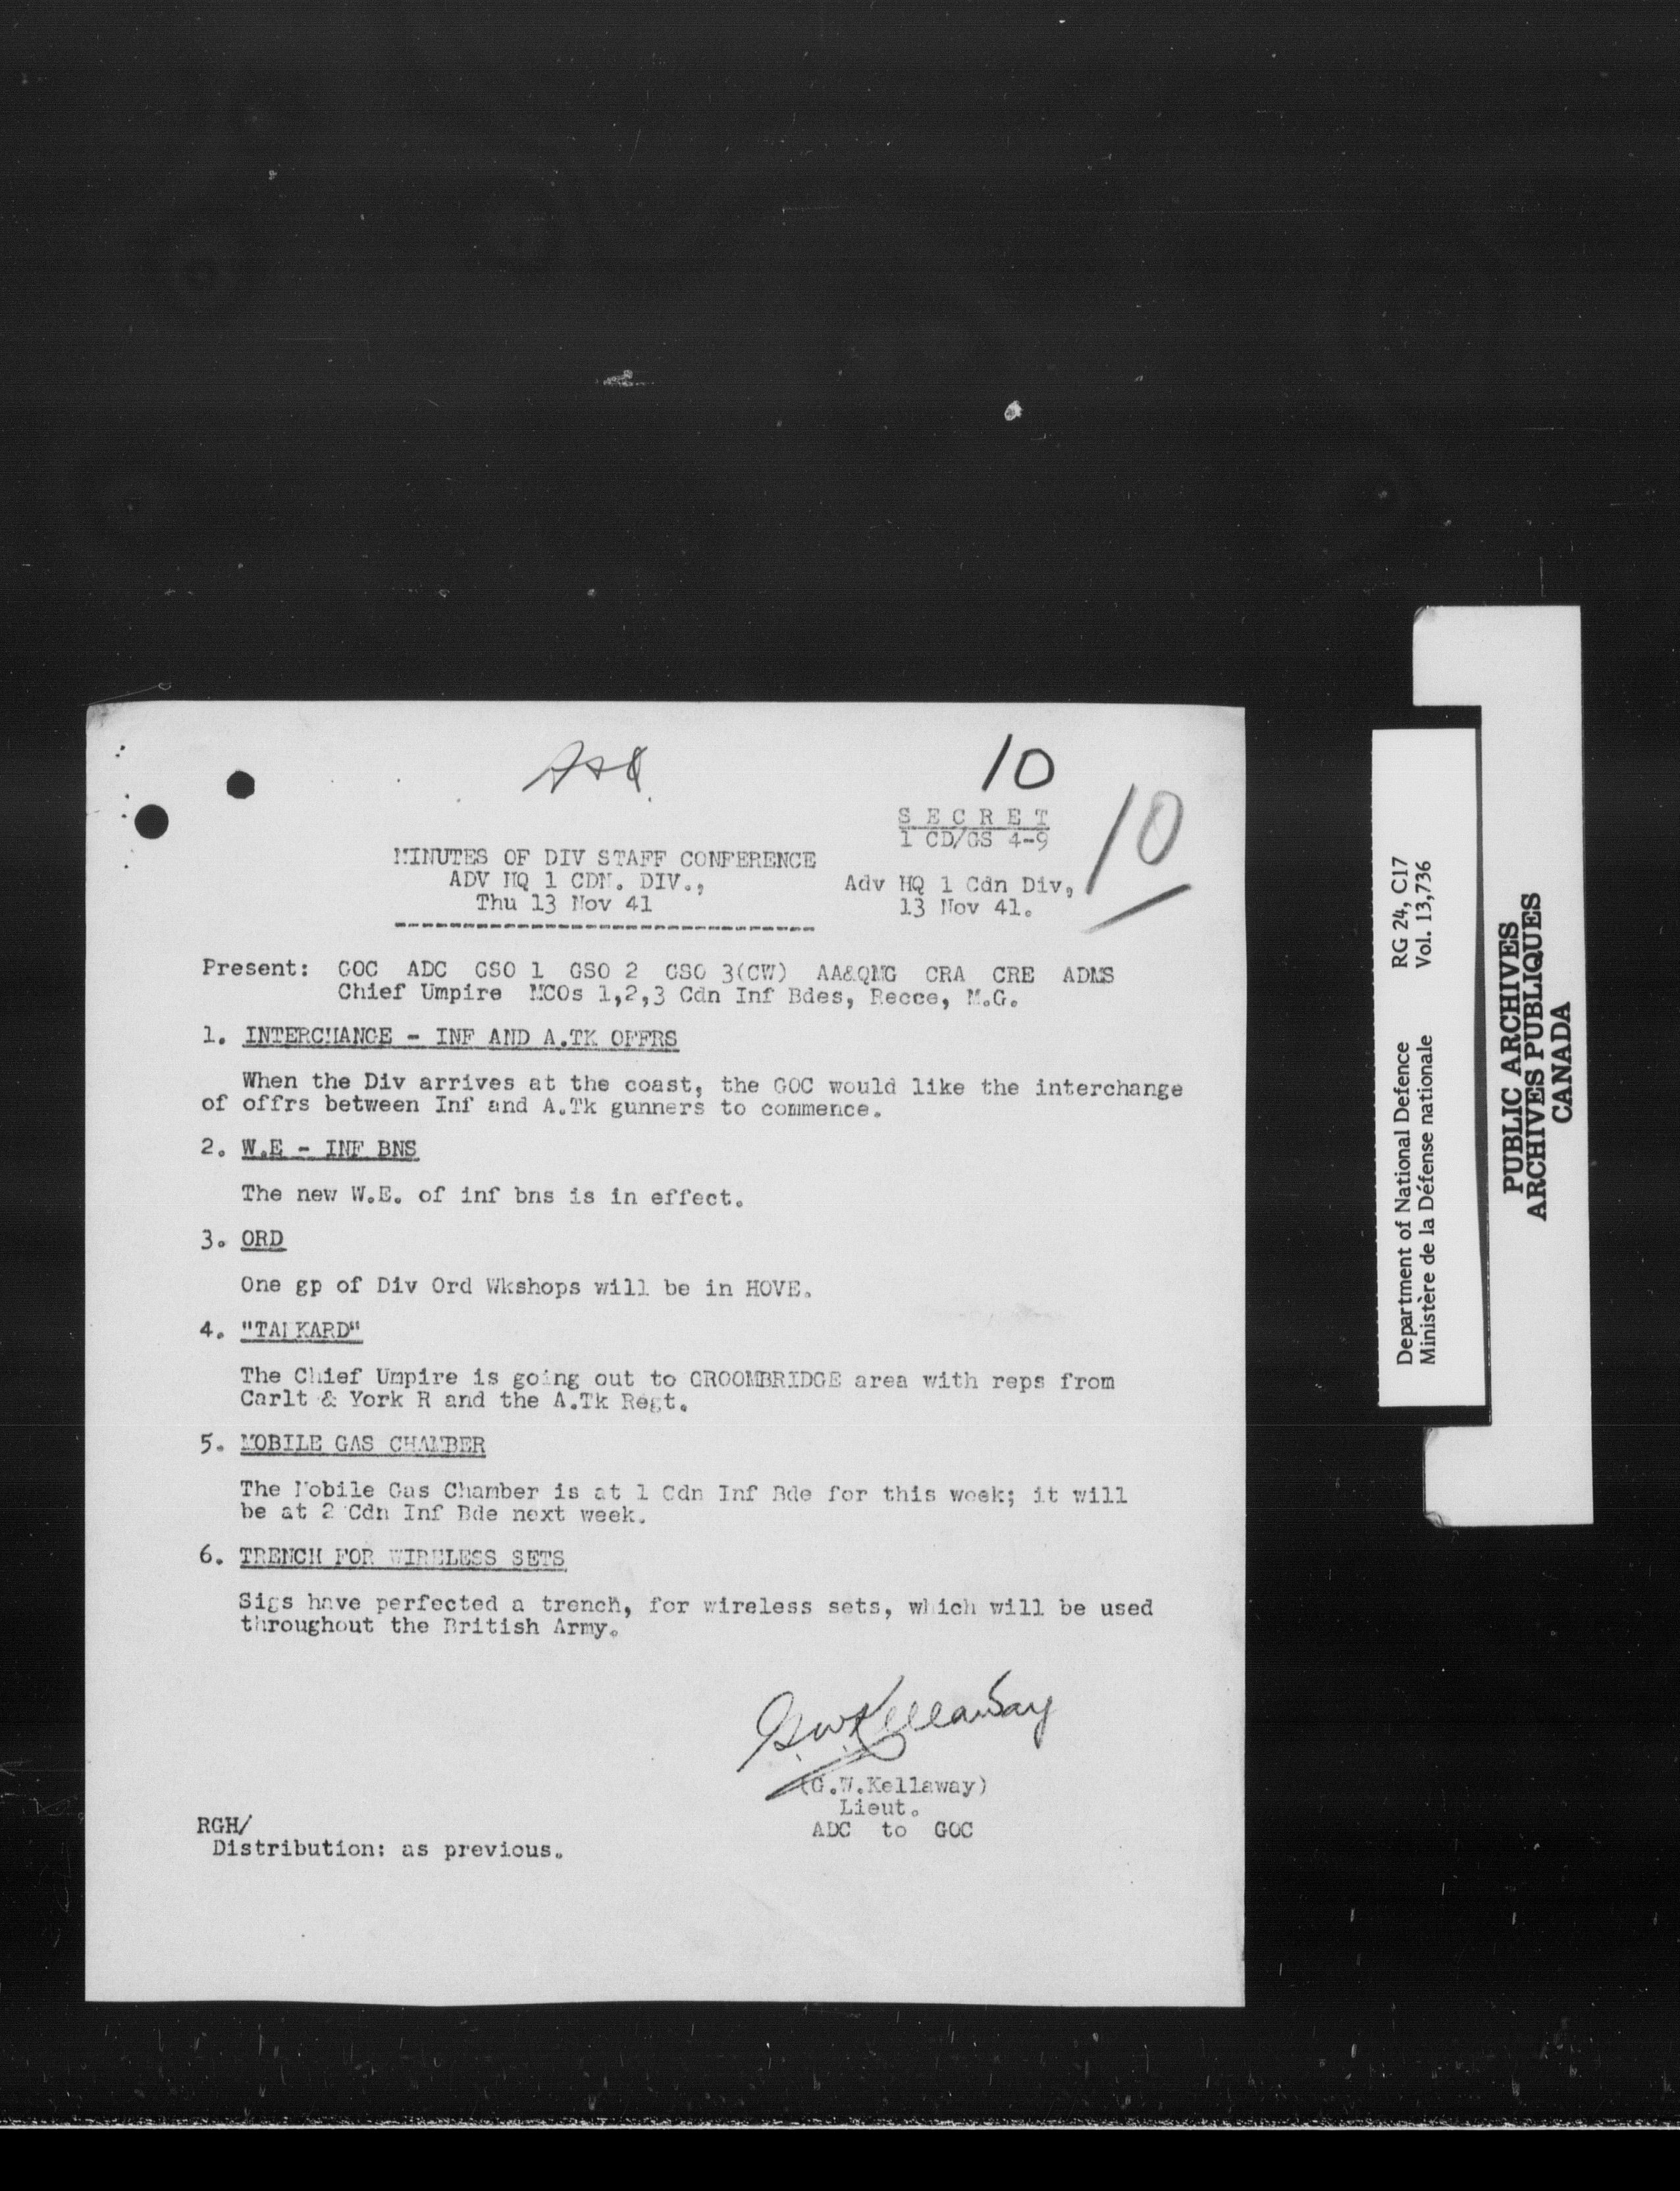 10
SECRET
1 CD/GS 4-9
10
MINUTES OF DIV STAFF CONFERENCE
ADV HQ 1 CDN. DIV.,
Thu 13 Nov 41
Adv HQ 1 Cdn Div,
13 Nov 41.
Present: GOC ADC GSO 1 GSO 2 GSO 3(CW) AA&QMG CRA CRE ADMS
Chief Umpire MCOs 1,2,3 Cdn Inf Bdes, Recce, M.G.
1. INTERCHANGE - INF AND A.TK OFFRS
When the Div arrives at the coast, the GOC would like the interchange
of offrs between Inf and A.Tk gunners to commence.
2. W.E - INF BNS
The new W.E. of inf bns is in effect.
3. ORD
One gp of Div Ord Wkshops will be in HOVE.
4. "TALKARD"
The Chief Umpire is going out to GROOMBRIDGE area with reps from
Carlt & York R and the A.Tk Regt.
5. MOBILE GAS CHAMBER
The Mobile Gas Chamber is at 1 Cdn Inf Bde for this week; it will
be at 2 Cdn Inf Bde next week.
6. TRENCH FOR WIRELESS SETS
Sigs have perfected a trench, for wireless sets, which will be used
throughout the British Army.
G.W.Kellaway
(G.W.Kellaway)
Lieut.
ADC to GOC
RGH/
Distribution: as previous.
Department of National Defence RG 24, C17
Ministère de la Défense nationale Vol. 13,736
PUBLIC ARCHIVES
ARCHIVES PUBLIQUES
CANADA